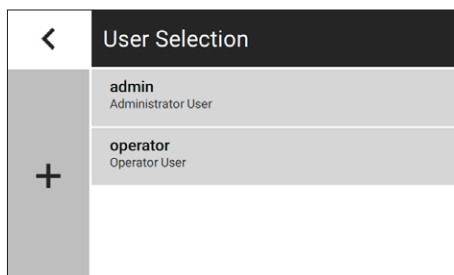 User Selection
admin
Administrator User
operator
Operator User